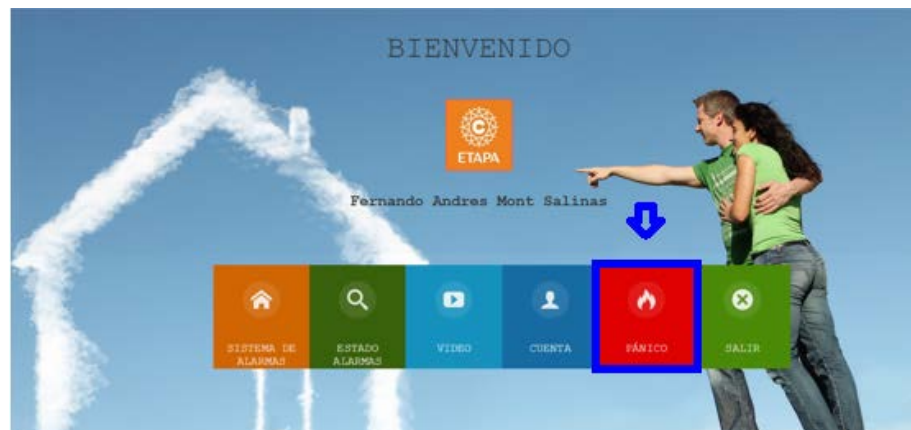 BIENVENIDO
ETAPA
Fernando Andres Mont Salinas
SISTEMA DE
ALARMAS
ESTADO
ALARMAS
VIDEO
CUENTA
PÁNICO
SALIR